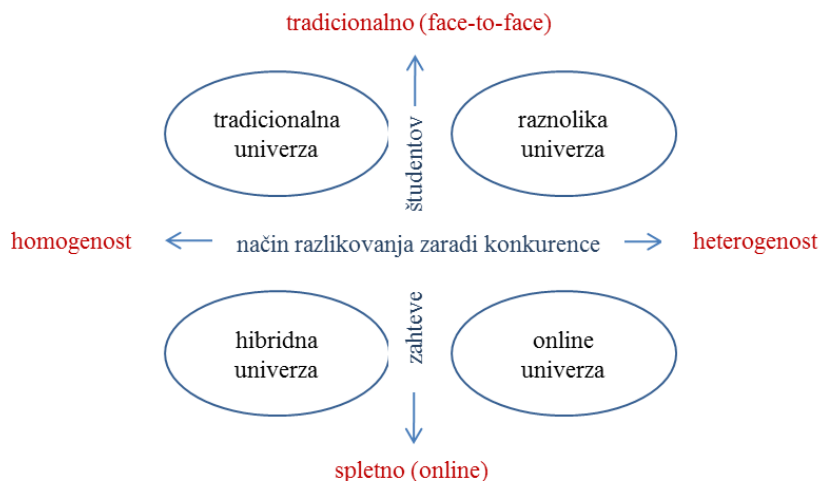 tradicionalno (face-to-face)
tradicionalna
univerza
raznolika
univerza
zahteve študentov
homogenost
način razlikovanja zaradi konkurence
heterogenost
hibridna
univerza
online
univerza
spletno (online)